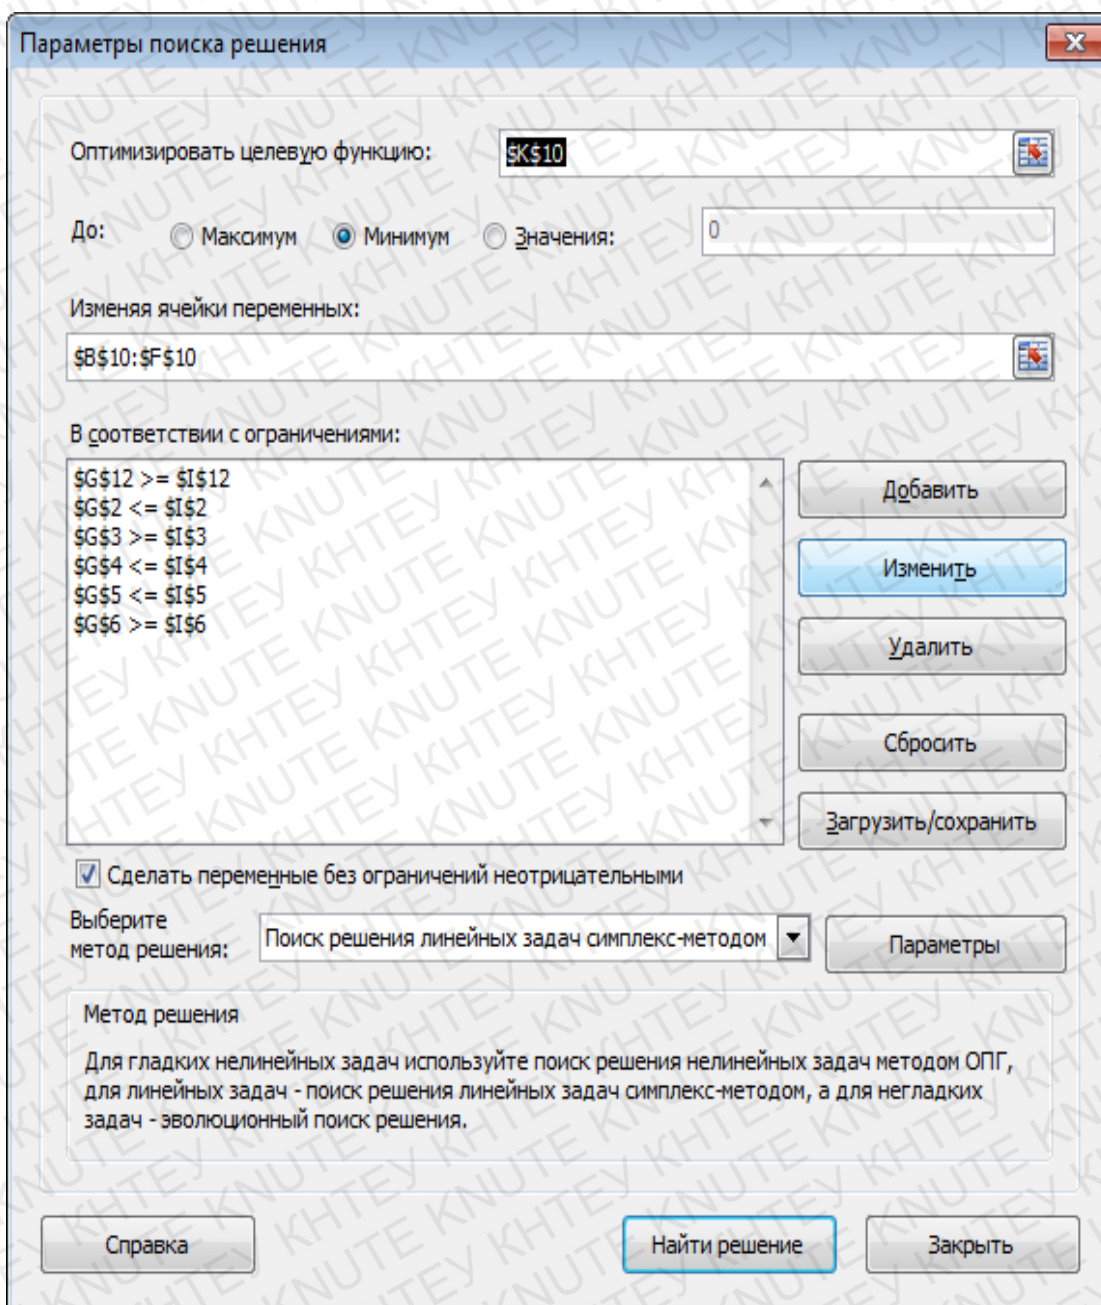 Параметры поиска решения
Оптимизировать целевую функцию: $K$10
До: Максимум Минимум Значения: 0
Изменяя ячейки переменных:
$B$10:$F$10
В соответствии с ограничениями:
$G$12 >= $I$12
$G$2 <= $I$2
$G$3 >= $I$3
$G$4 <= $I$4
$G$5 <= $I$5
$G$6 >= $I$6
Добавить
Изменить
Удалить
Сбросить
Загрузить/сохранить
Сделать переменные без ограничений неотрицательными
Выберите
метод решения:
Поиск решения линейных задач симплекс-методом
Параметры
Метод решения
Для гладких нелинейных задач используйте поиск решения нелинейных задач методом ОПГ,
для линейных задач - поиск решения линейных задач симплекс-методом, а для негладких
задач - эволюционный поиск решения.
Справка
Найти решение
Закрыть
КНТЕУ KNUTE